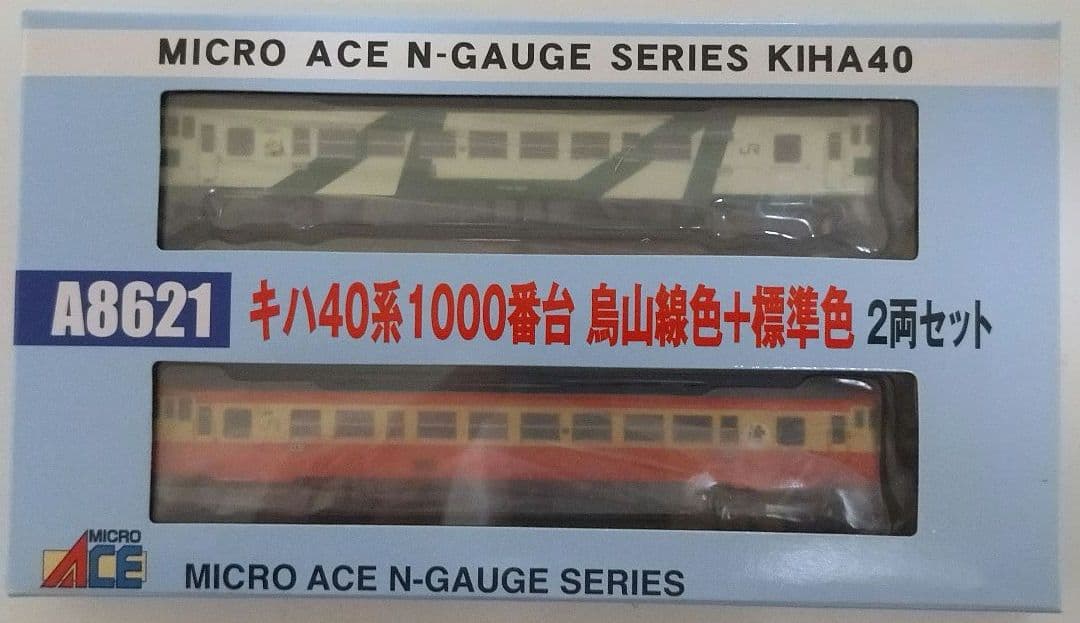 MICRO ACE N-GAUGE SERIES KIHA40
JR
A8621 キハ40系1000番台 烏山線色+標準色 2両セット
MICRO
ACE
MICRO ACE N-GAUGE SERIES